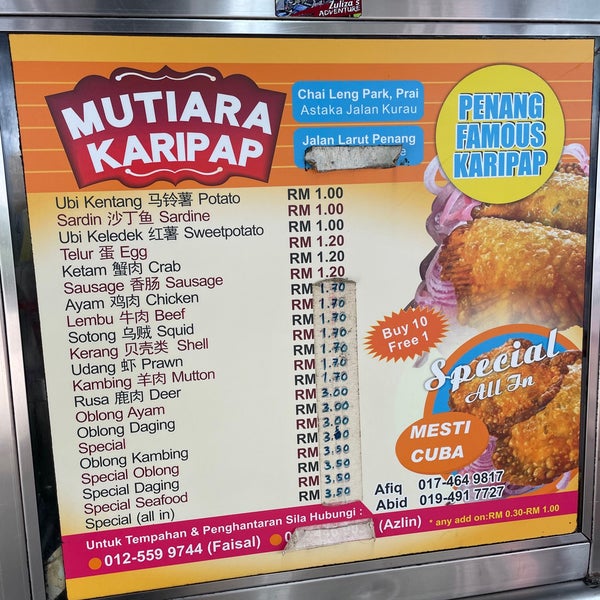 Zuliza's
ADVENTURE
MUTIARA
KARIPAP
Chai Leng Park, Prai
Astaka Jalan Kurau
Jalan Larut Penang
PENANG
FAMOUS
KARIPAP
Ubi Kentang 马铃薯 Potato RM 1.00
Sardin 沙丁鱼 Sardine RM 1.00
Ubi Keledek 红薯 Sweetpotato RM 1.00
Telur 蛋 Egg RM 1.20
Ketam 蟹肉 Crab RM 1.20
Sausage 香肠 Sausage RM 1.20
Ayam 鸡肉 Chicken RM 1.70
Lembu 牛肉 Beef RM 1.70
Sotong 乌贼 Squid RM 1.70
Kerang 贝壳类 Shell RM 1.70
Udang 虾 Prawn RM 1.70
Kambing 羊肉 Mutton RM 1.70
Rusa 鹿肉 Deer RM 1.70
Oblong Ayam RM 3.00
Oblong Daging RM 3.00
Special RM 3.00
Oblong Kambing RM
Special Oblong RM 3.50
Special Daging RM 3.50
Special Seafood RM 3.50
Special (all in) RM 3.50
Buy 10
Free 1
Special
All In
MESTI
CUBA
Afiq 017-464 9817
Abid 019-491 7727
Untuk Tempahan & Penghantaran Sila Hubungi :
012-559 9744 (Faisal) (Azlin) * any add on:RM 0.30-RM 1.00